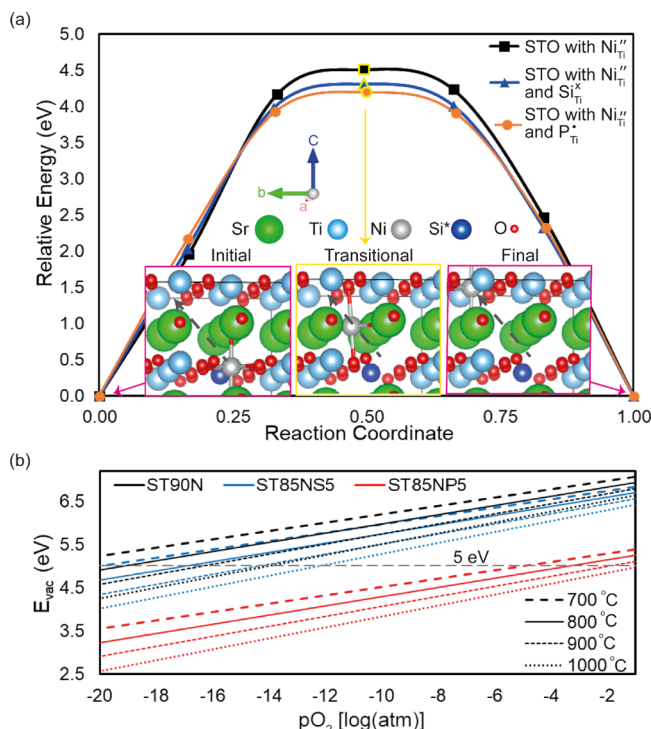 (a)
5.0
4.5
4.0
3.5
3.0
2.5
2.0
1.5
1.0
0.5
0.0
Relative Energy (eV)
STO with Ni″Ti
STO with Ni″Ti
and SiˣTi
STO with Ni″Ti
and P•Ti
c
b
a
Sr Ti Ni Si* O
Initial Transitional Final
0.00 0.25 0.50 0.75 1.00
Reaction Coordinate
(b)
ST90N ST85NS5 ST85NP5
6.5
5.5
4.5
3.5
2.5
Evac (eV)
5 eV
700 °C
800 °C
900 °C
1000 °C
-20 -18 -16 -14 -12 -10 -8 -6 -4 -2
pO2 [log(atm)]